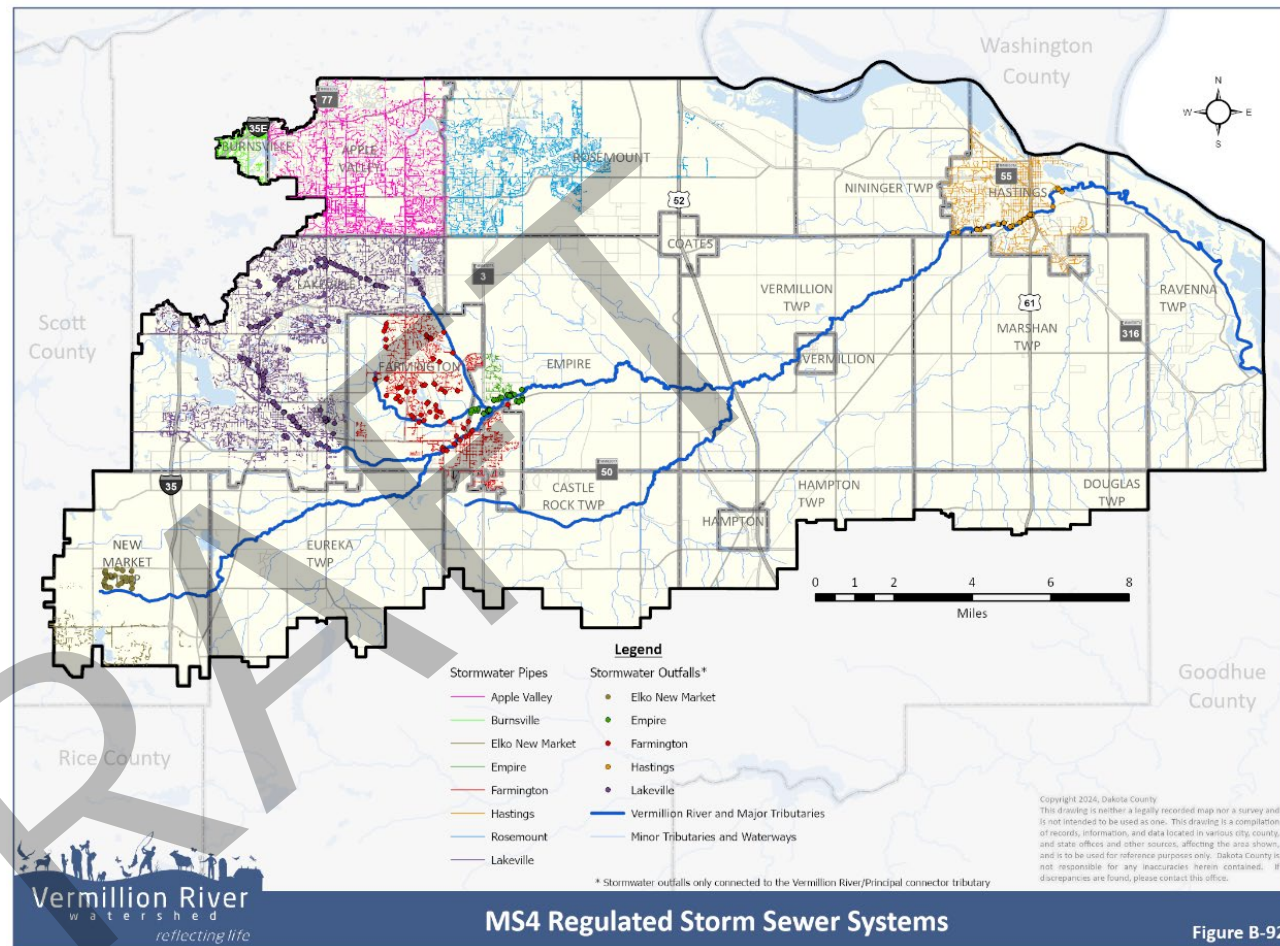 Washington
County
N
W
E
S
77
35E
BURNSVILLE
APPLE
VALLEY
ROSEMOUNT
NININGER TWP
55
HASTINGS
52
COATES
3
LAKEVILLE
VERMILLION
TWP
61
MARSHAN
TWP
RAVENNA
TWP
316
Scott
County
FARMINGTON
EMPIRE
VERMILLION
35
50
CASTLE
ROCK TWP
HAMPTON
TWP
DOUGLAS
TWP
HAMPTON
NEW
MARKET
TWP
EUREKA
TWP
0 1 2 4 6 8
Miles
Goodhue
County
Rice County
DRAFT
Legend
Stormwater Pipes
Apple Valley
Burnsville
Elko New Market
Empire
Farmington
Hastings
Rosemount
Lakeville
Stormwater Outfalls*
Elko New Market
Empire
Farmington
Hastings
Lakeville
Vermillion River and Major Tributaries
Minor Tributaries and Waterways
* Stormwater outfalls only connected to the Vermillion River/Principal connector tributary
Copyright 2024, Dakota County
This drawing is neither a legally recorded map nor a survey and
is not intended to be used as one. This drawing is a compilation
of records, information, and data located in various city, county,
and state offices and other sources, affecting the area shown,
and is to be used for reference purposes only. Dakota County is
not responsible for any inaccuracies herein contained. If
discrepancies are found, please contact this office.
Vermillion River
watershed
reflecting life
MS4 Regulated Storm Sewer Systems
Figure B-92